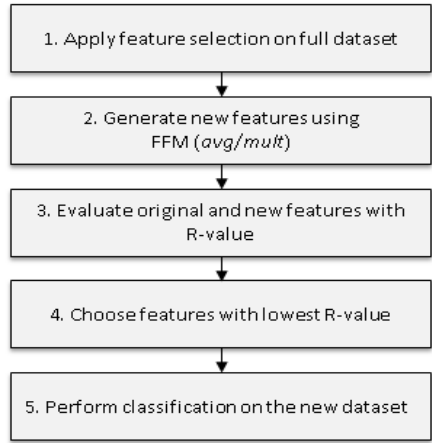 1. Apply feature selection on full dataset
2. Generate new features using
FFM (avg/mult)
3. Evaluate original and new features with
R-value
4. Choose features with lowest R-value
5. Perform classification on the new dataset